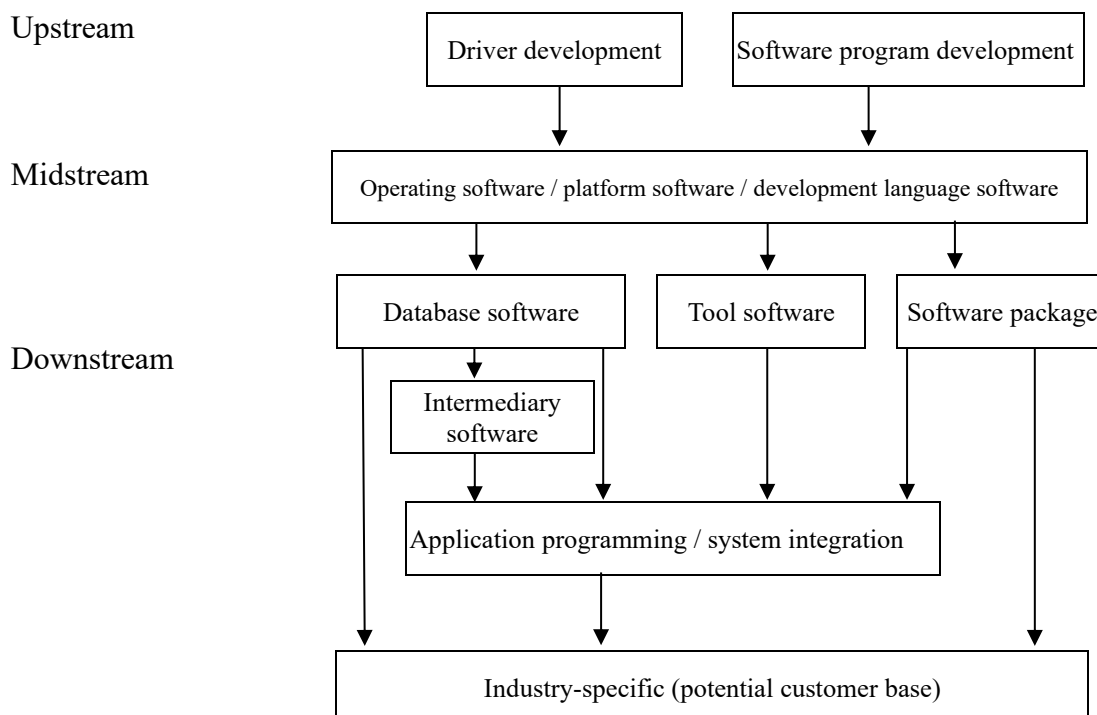 Upstream
Driver development
Software program development
Midstream
Operating software / platform software / development language software
Database software
Tool software
Software package
Downstream
Intermediary
software
Application programming / system integration
Industry-specific (potential customer base)